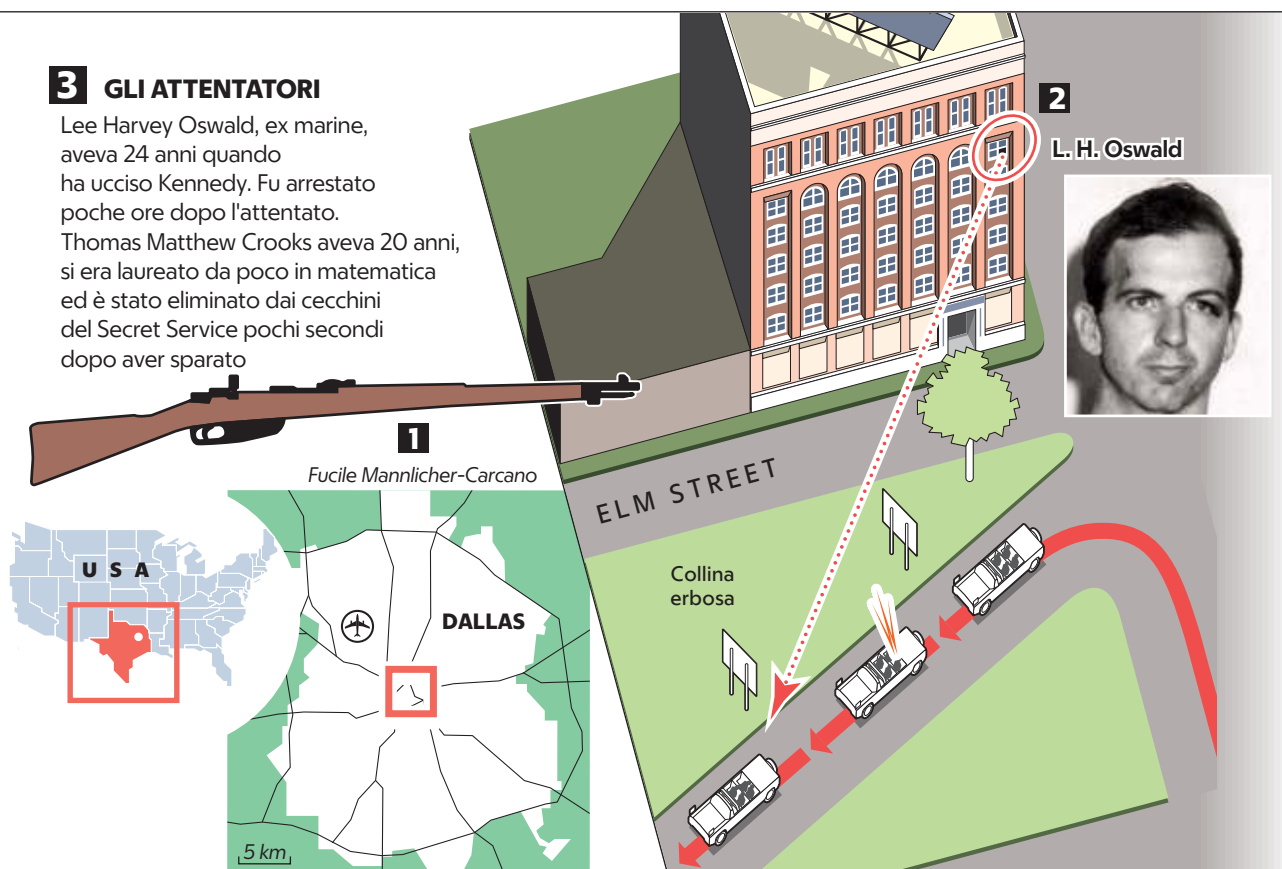 3 GLI ATTENTATORI
Lee Harvey Oswald, ex marine,
aveva 24 anni quando
ha ucciso Kennedy. Fu arrestato
poche ore dopo l'attentato.
Thomas Matthew Crooks aveva 20 anni,
si era laureato da poco in matematica
ed è stato eliminato dai cecchini
del Secret Service pochi secondi
dopo aver sparato
1
Fucile Mannlicher-Carcano
USA
DALLAS
5 km
2
L. H. Oswald
ELM STREET
Collina
erbosa